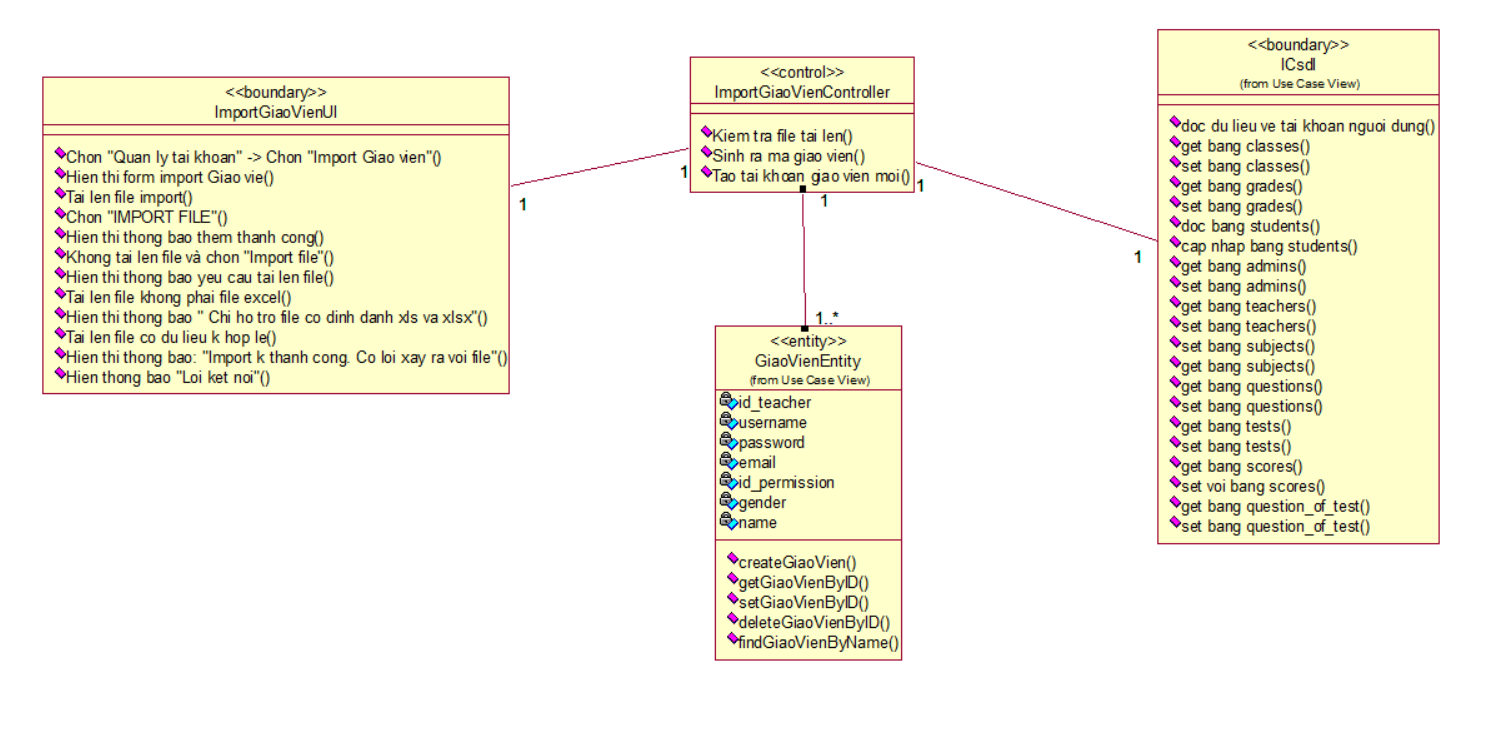 <<boundary>>
ImportGiaoVienUI
Chon "Quan ly tai khoan" -> Chon "Import Giao vien"()
Hien thi form import Giao vie()
Tai len file import()
Chon "IMPORT FILE"()
Hien thi thong bao them thanh cong()
Khong tai len file và chon "Import file"()
Hien thi thong bao yeu cau tai len file()
Tai len file khong phai file excel()
Hien thi thong bao " Chi ho tro file co dinh danh xls va xlsx"()
Tai len file co du lieu k hop le()
Hien thi thong bao: "Import k thanh cong. Co loi xay ra voi file"()
Hien thong bao "Loi ket noi"()
1
1
<<control>>
ImportGiaoVienController
Kiem tra file tai len()
Sinh ra ma giao vien()
Tao tai khoan giao vien moi()
1
1
1
1..*
<<entity>>
GiaoVienEntity
(from Use Case View)
id_teacher
username
password
email
id_permission
gender
name
createGiaoVien()
getGiaoVienByID()
setGiaoVienByID()
deleteGiaoVienByID()
findGiaoVienByName()
<<boundary>>
ICsdl
(from Use Case View)
doc du lieu ve tai khoan nguoi dung()
get bang classes()
set bang classes()
get bang grades()
set bang grades()
doc bang students()
cap nhap bang students()
get bang admins()
set bang admins()
get bang teachers()
set bang teachers()
set bang subjects()
get bang subjects()
get bang questions()
set bang questions()
get bang tests()
set bang tests()
get bang scores()
set voi bang scores()
get bang question_of_test()
set bang question_of_test()